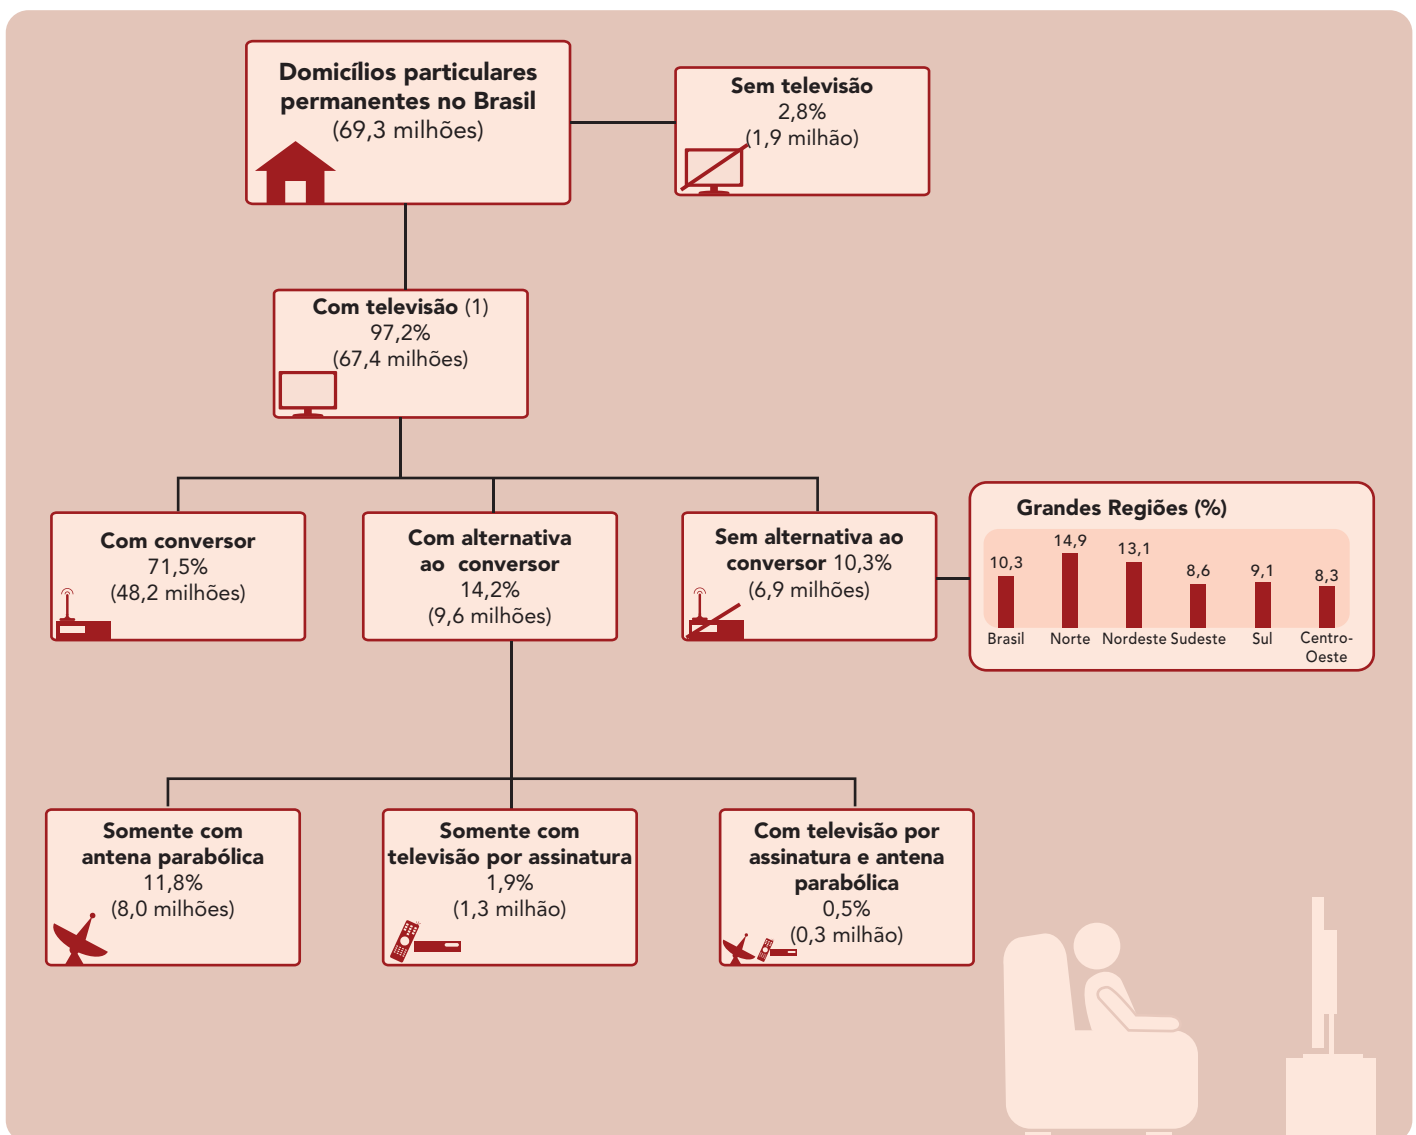 Domicílios particulares
permanentes no Brasil
(69,3 milhões)
Sem televisão
2,8%
(1,9 milhão)
Com televisão (1)
97,2%
(67,4 milhões)
Com conversor
71,5%
(48,2 milhões)
Com alternativa
ao conversor
14,2%
(9,6 milhões)
Sem alternativa ao
conversor 10,3%
(6,9 milhões)
Grandes Regiões (%)
10,3
14,9
13,1
8,6
9,1
8,3
Brasil
Norte
Nordeste
Sudeste
Sul
Centro-
Oeste
Somente com
antena parabólica
11,8%
(8,0 milhões)
Somente com
televisão por assinatura
1,9%
(1,3 milhão)
Com televisão por
assinatura e antena
parabólica
0,5%
(0,3 milhão)